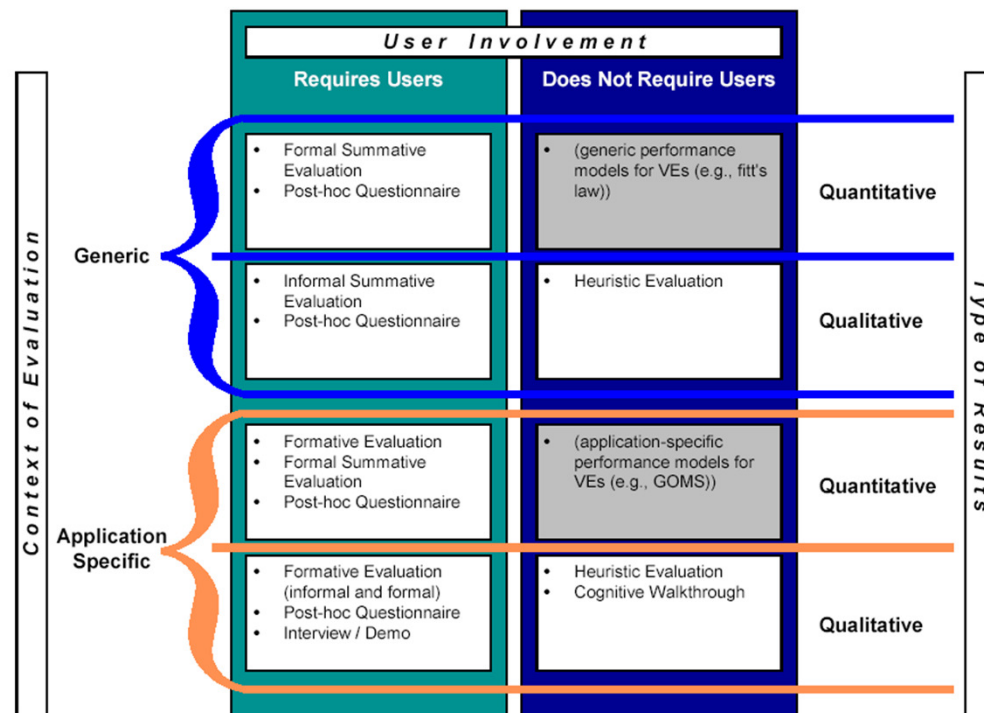 User Involvement
Requires Users
Does Not Require Users
Context of Evaluation
Type of Results
Generic
• Formal Summative
Evaluation
• Post-hoc Questionnaire
• (generic performance
models for VEs (e.g., fitt's
law))
Quantitative
• Informal Summative
Evaluation
• Post-hoc Questionnaire
• Heuristic Evaluation
Qualitative
Application
Specific
• Formative Evaluation
• Formal Summative
Evaluation
• Post-hoc Questionnaire
• (application-specific
performance models for
VEs (e.g., GOMS))
Quantitative
• Formative Evaluation
(informal and formal)
• Post-hoc Questionnaire
• Interview / Demo
• Heuristic Evaluation
• Cognitive Walkthrough
Qualitative